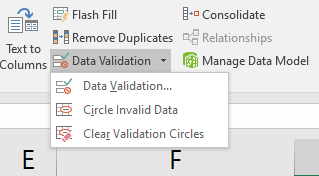 Text to
Columns
Flash Fill
Remove Duplicates
Data Validation
Consolidate
Relationships
Manage Data Model
Data Validation...
Circle Invalid Data
Clear Validation Circles
E
F